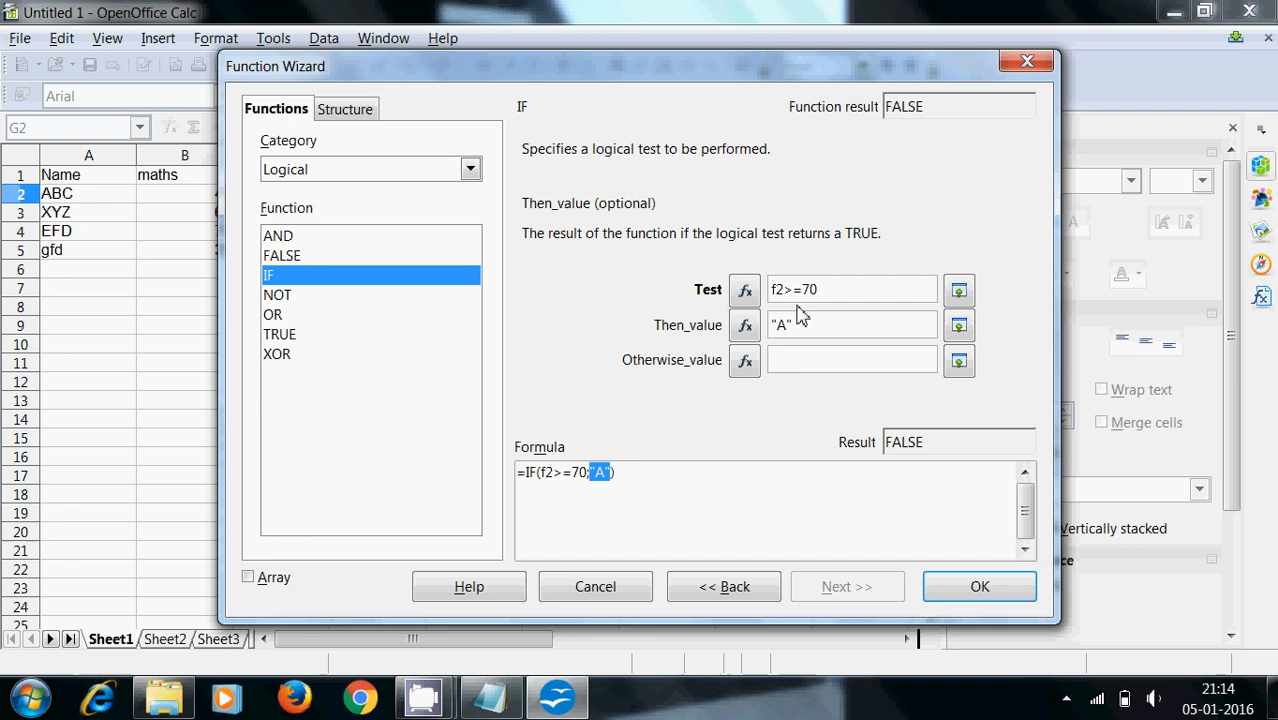 Untitled 1 - OpenOffice Calc
File Edit View Insert Format Tools Data Window Help
Arial
G2
A B
1 Name maths
2 ABC
3 XYZ
4 EFD
5 gfd
6
7
8
9
10
11
12
13
14
15
16
17
18
19
20
21
22
23
24
25
Sheet1 Sheet2 Sheet3
Function Wizard
Functions Structure
Category
Logical
Function
AND
FALSE
IF
NOT
OR
TRUE
XOR
Array
IF Function result FALSE
Specifies a logical test to be performed.
Then_value (optional)
The result of the function if the logical test returns a TRUE.
Test fx f2>=70
Then_value fx "A"
Otherwise_value fx
Formula Result FALSE
=IF(f2>=70;"A")
Help Cancel << Back Next >> OK
Wrap text
Merge cells
Vertically stacked
21:14
05-01-2016